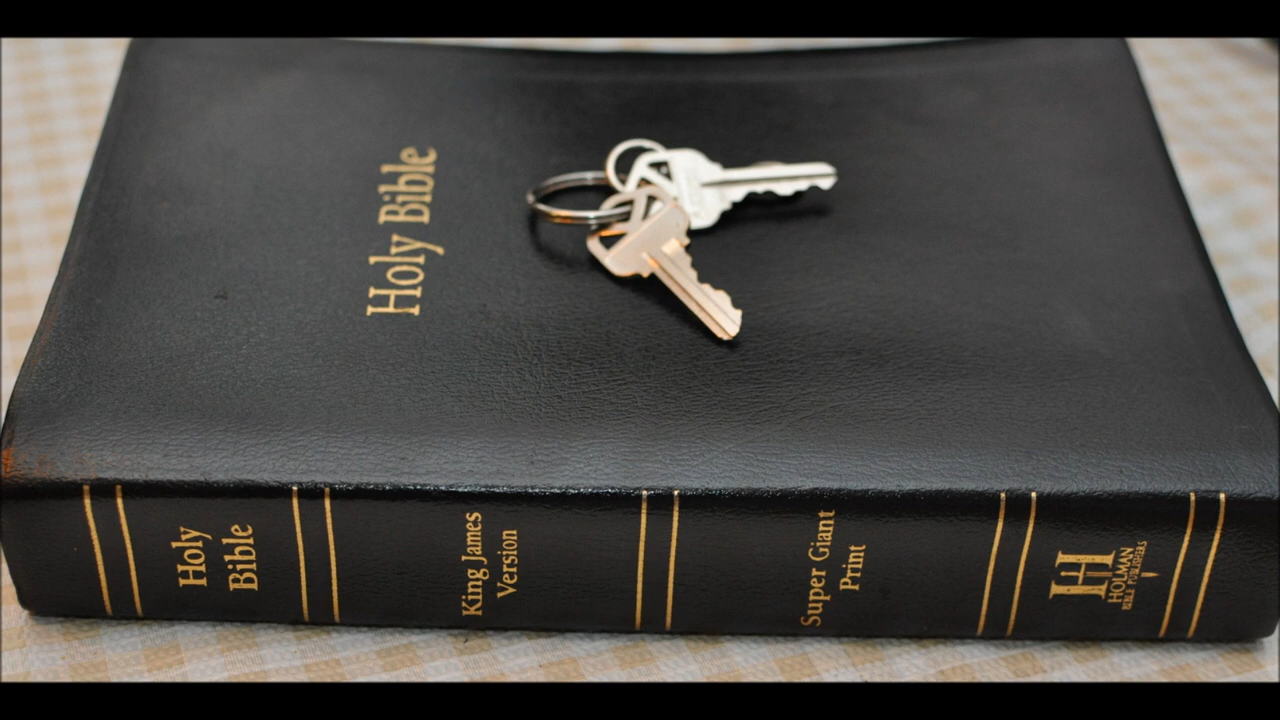 Holy Bible
Holy
Bible
King James
Version
Super Giant
Print
HOLMAN
BIBLE PUBLISHERS